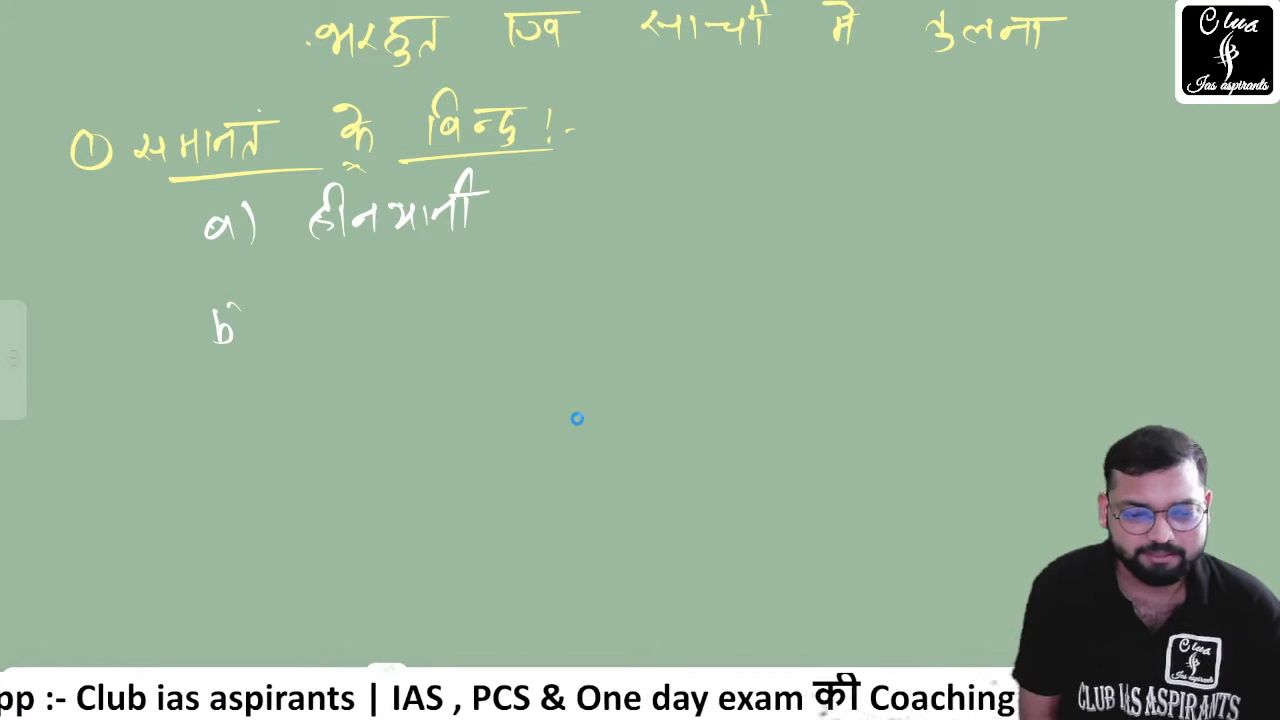 भरहुत एवं साँची में तुलना
Club
Ias aspirants
① समानता के बिन्दु :-
a) हीनयानी
b
Club
CLUB IAS ASPIRANTS
pp :- Club ias aspirants | IAS , PCS & One day exam की Coaching